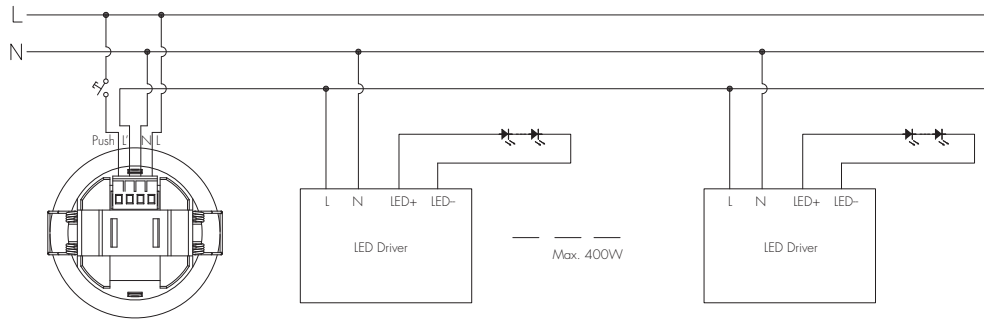 L
N
Push L' N L
L N LED+ LED–
LED Driver
Max. 400W
L N LED+ LED–
LED Driver